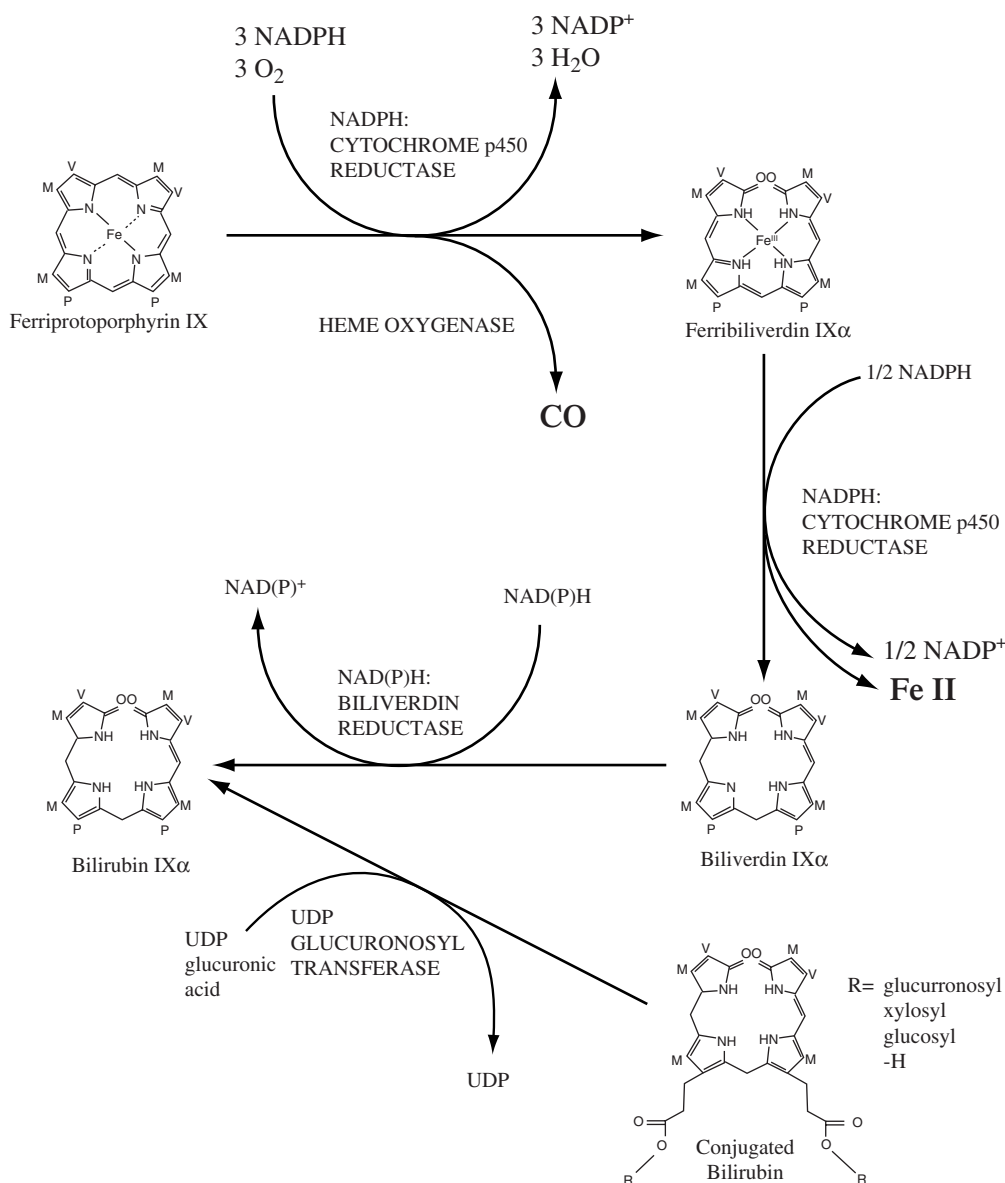 3 NADPH
3 O2
3 NADP+
3 H2O
NADPH:
CYTOCHROME p450
REDUCTASE
V
M
M
V
N
N
Fe
N
N
M
M
P
P
Ferriprotoporphyrin IX
HEME OXYGENASE
CO
V
OO
M
M
V
NH
HN
FeIII
NH
HN
M
M
P
P
Ferribiliverdin IXα
1/2 NADPH
NADPH:
CYTOCHROME p450
REDUCTASE
1/2 NADP+
Fe II
NAD(P)+
NAD(P)H
NAD(P)H:
BILIVERDIN
REDUCTASE
V
OO
M
M
V
NH
HN
NH
HN
M
M
P
P
Bilirubin IXα
V
OO
M
M
V
NH
HN
N
HN
M
M
P
P
Biliverdin IXα
UDP
glucuronic
acid
UDP
GLUCURONOSYL
TRANSFERASE
UDP
V
OO
M
M
V
NH
HN
NH
HN
M
M
O
O
O
O
R
R
Conjugated
Bilirubin
R= glucurronosyl
xylosyl
glucosyl
-H